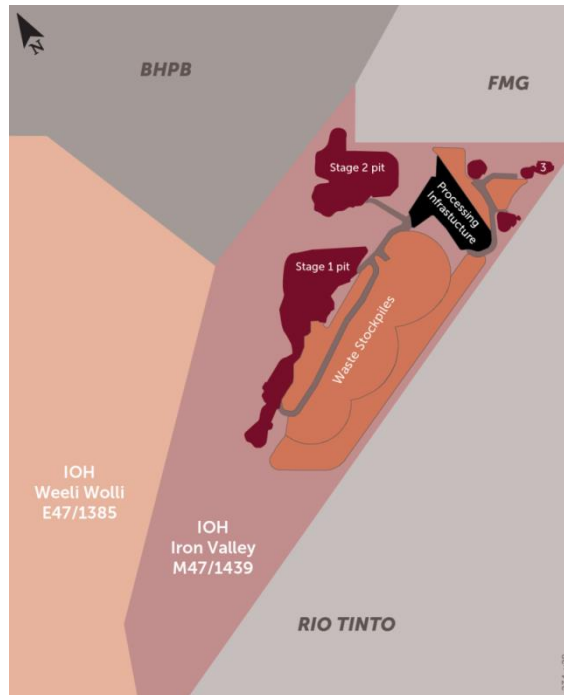 N
BHPB
FMG
Stage 2 pit
3
Processing
Infrastucture
Stage 1 pit
Waste Stockpiles
IOH
Weeli Wolli
E47/1385
IOH
Iron Valley
M47/1439
RIO TINTO